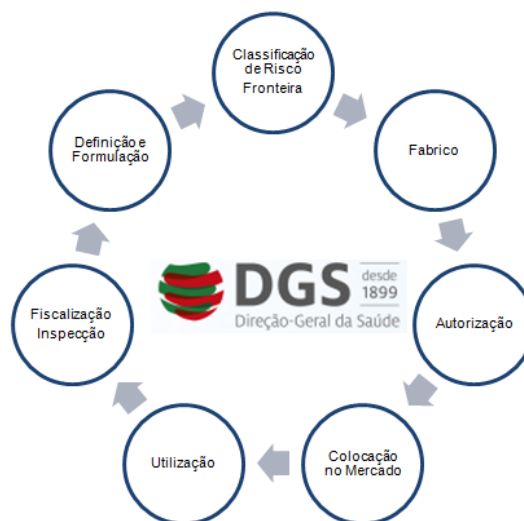 Classificação
de Risco
Fronteira
Fabrico
Autorização
Colocação
no Mercado
Utilização
Fiscalização
Inspecção
Definição e
Formulação
DGS desde
1899
Direção-Geral da Saúde